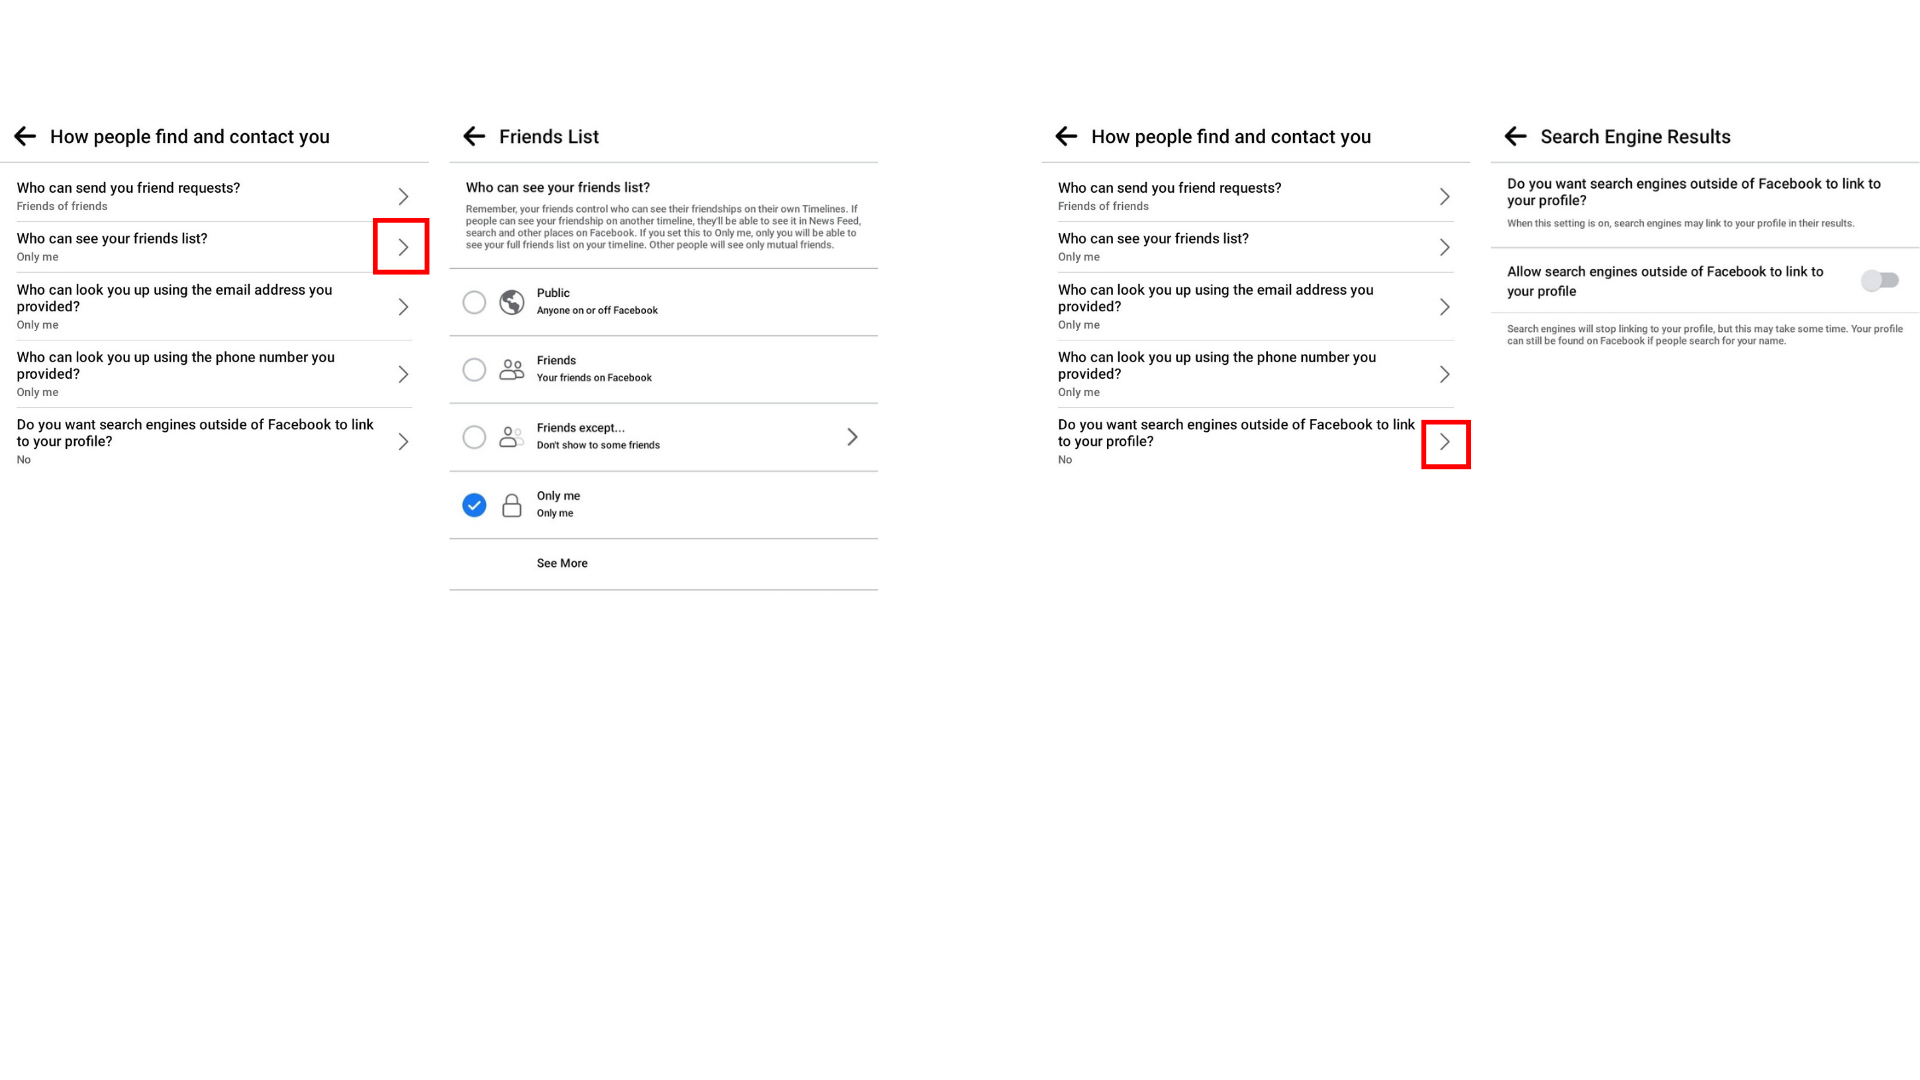 How people find and contact you
Who can send you friend requests?
Friends of friends
Who can see your friends list?
Only me
Who can look you up using the email address you
provided?
Only me
Who can look you up using the phone number you
provided?
Only me
Do you want search engines outside of Facebook to link
to your profile?
No
Friends List
Who can see your friends list?
Remember, your friends control who can see their friendships on their own Timelines. If
people can see your friendship on another timeline, they'll be able to see it in News Feed,
search and other places on Facebook. If you set this to Only me, only you will be able to
see your full friends list on your timeline. Other people will see only mutual friends.
Public
Anyone on or off Facebook
Friends
Your friends on Facebook
Friends except...
Don't show to some friends
Only me
Only me
See More
How people find and contact you
Who can send you friend requests?
Friends of friends
Who can see your friends list?
Only me
Who can look you up using the email address you
provided?
Only me
Who can look you up using the phone number you
provided?
Only me
Do you want search engines outside of Facebook to link
to your profile?
No
Search Engine Results
Do you want search engines outside of Facebook to link to
your profile?
When this setting is on, search engines may link to your profile in their results.
Allow search engines outside of Facebook to link to
your profile
Search engines will stop linking to your profile, but this may take some time. Your profile
can still be found on Facebook if people search for your name.